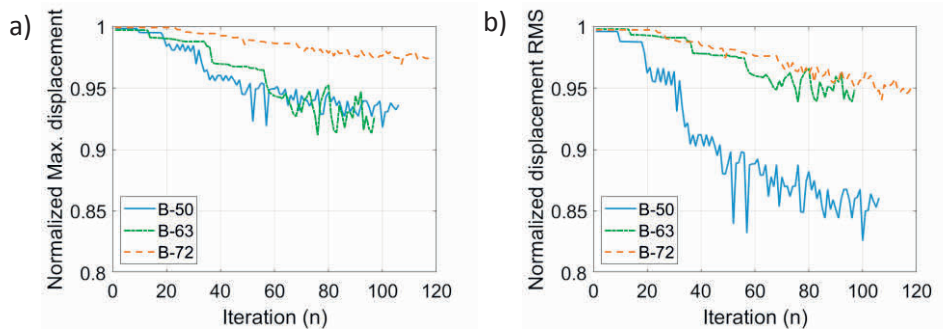 a)
Normalized Max. displacement
1
0.95
0.9
0.85
0.8
B-50
B-63
B-72
0 20 40 60 80 100 120
Iteration (n)
b)
Normalized displacement RMS
1
0.95
0.9
0.85
0.8
B-50
B-63
B-72
0 20 40 60 80 100 120
Iteration (n)